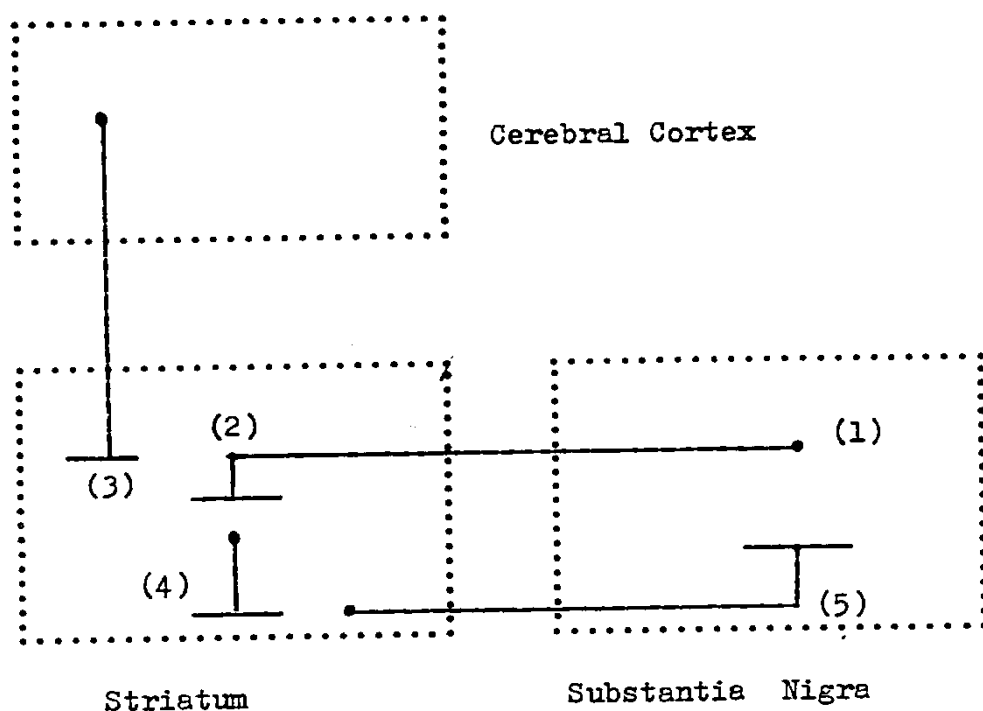 Cerebral Cortex
(2)
(1)
(3)
(4)
(5)
Striatum
Substantia Nigra